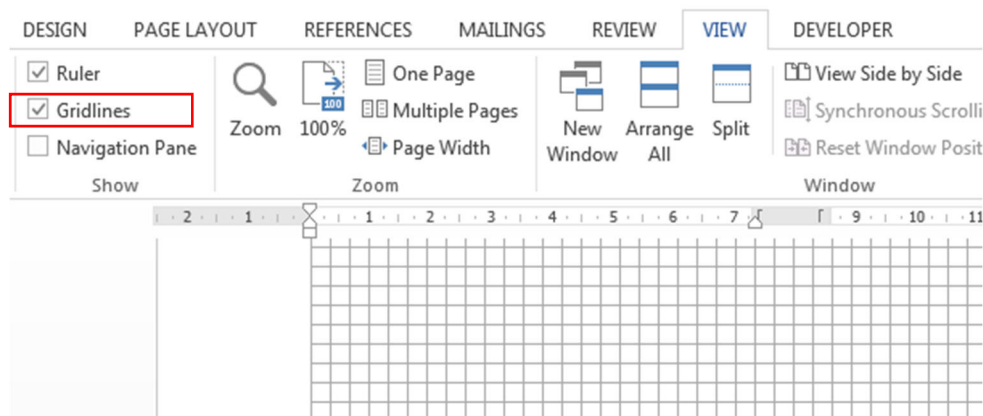 DESIGN PAGE LAYOUT REFERENCES MAILINGS REVIEW VIEW DEVELOPER
Ruler
Gridlines
Navigation Pane
Show
Zoom
100
100%
One Page
Multiple Pages
Page Width
Zoom
New Window
Arrange All
Split
View Side by Side
Synchronous Scrolli
Reset Window Posit
Window
2 1 1 2 3 4 5 6 7 9 10 11